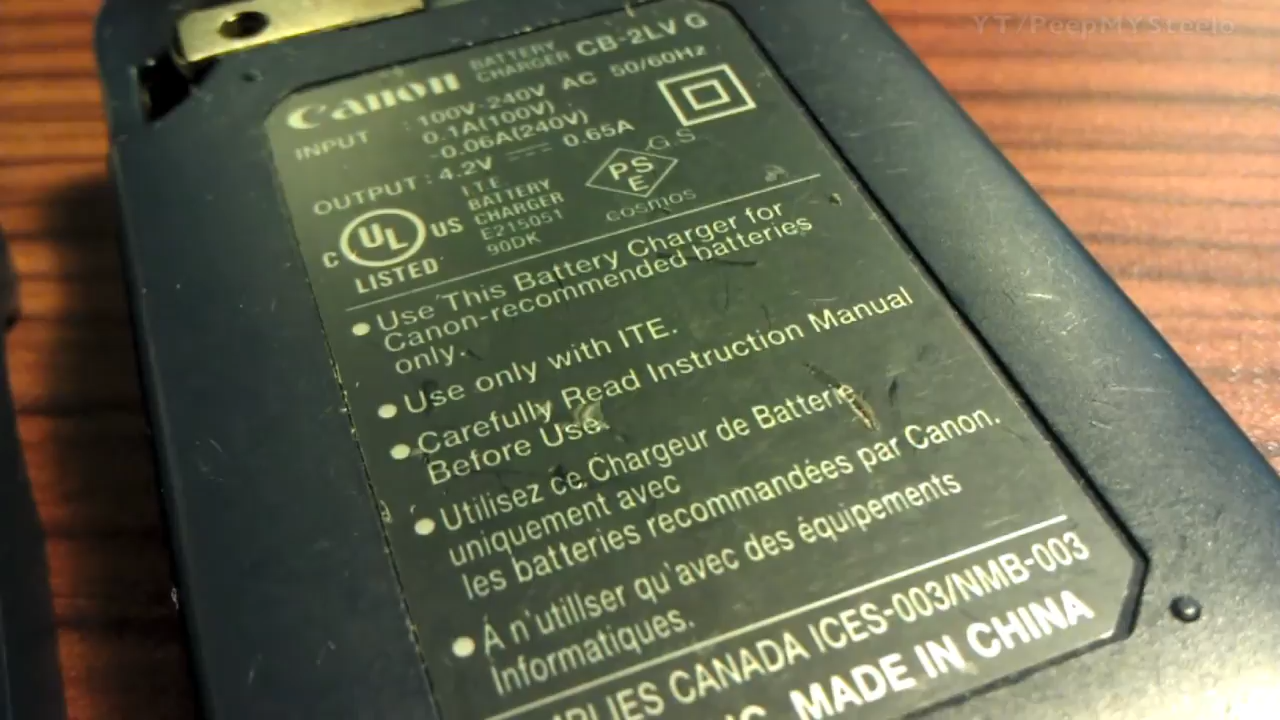 YT/PeepMYSteelo
Canon BATTERY CHARGER CB-2LV G
INPUT : 100V-240V AC 50/60Hz
0.1A(100V)
-0.06A(240V)
OUTPUT : 4.2V ⎓ 0.65A
C UL US
LISTED
I.T.E.
BATTERY
CHARGER
E215051
90DK
PS
E
G.S
cosmos
● Use This Battery Charger for
Canon-recommended batteries
only.
● Use only with ITE.
● Carefully Read Instruction Manual
Before Use.
● Utilisez ce Chargeur de Batterie
uniquement avec
les batteries recommandées par Canon.
● À n'utiliser qu'avec des équipements
Informatiques.
CANADA ICES-003/NMB-003
MADE IN CHINA